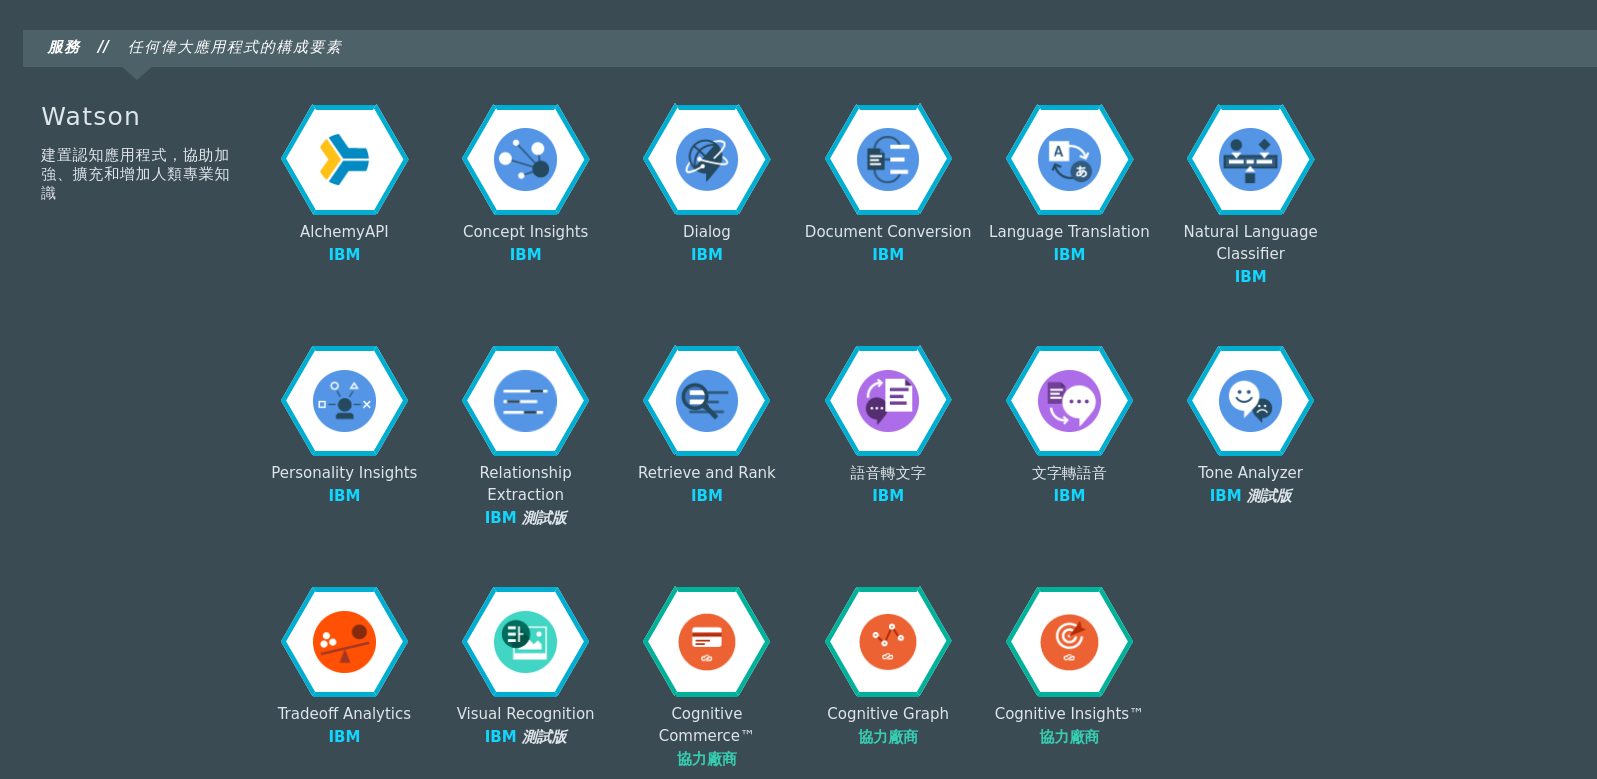 服務 // 任何偉大應用程式的構成要素
Watson
建置認知應用程式，協助加
強、擴充和增加人類專業知
識
A
あ
AlchemyAPI
IBM
Concept Insights
IBM
Dialog
IBM
Document Conversion
IBM
Language Translation
IBM
Natural Language
Classifier
IBM
Personality Insights
IBM
Relationship
Extraction
IBM 測試版
Retrieve and Rank
IBM
語音轉文字
IBM
文字轉語音
IBM
Tone Analyzer
IBM 測試版
Tradeoff Analytics
IBM
Visual Recognition
IBM 測試版
Cognitive
Commerce™
協力廠商
Cognitive Graph
協力廠商
Cognitive Insights™
協力廠商